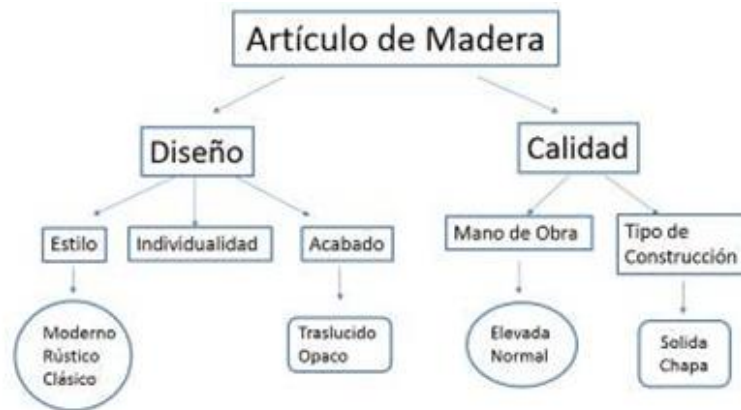 Artículo de Madera
Diseño
Calidad
Estilo
Individualidad
Acabado
Mano de Obra
Tipo de
Construcción
Moderno
Rústico
Clásico
Traslucido
Opaco
Elevada
Normal
Solida
Chapa